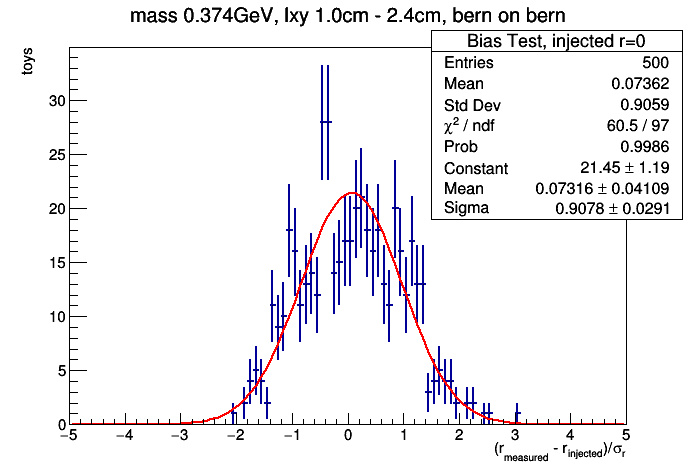 mass 0.374GeV, lxy 1.0cm - 2.4cm, bern on bern
Bias Test, injected r=0
Entries 500
Mean 0.07362
Std Dev 0.9059
χ² / ndf 60.5 / 97
Prob 0.9986
Constant 21.45 ± 1.19
Mean 0.07316 ± 0.04109
Sigma 0.9078 ± 0.0291
toys
30
25
20
15
10
5
0
−5 −4 −3 −2 −1 0 1 2 3 4 5
(r_measured - r_injected)/σ_r